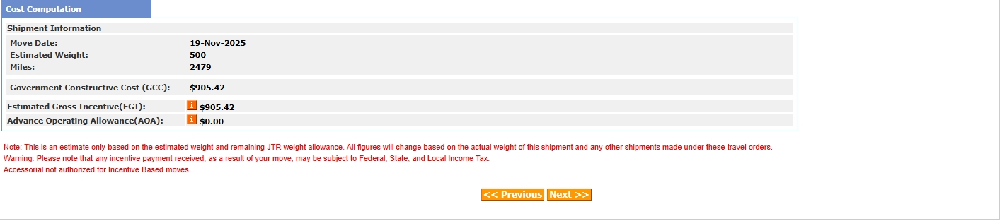 Cost Computation
Shipment Information
Move Date: 19-Nov-2025
Estimated Weight: 500
Miles: 2479
Government Constructive Cost (GCC): $905.42
Estimated Gross Incentive(EGI): i $905.42
Advance Operating Allowance(AOA): i $0.00
Note: This is an estimate only based on the estimated weight and remaining JTR weight allowance. All figures will change based on the actual weight of this shipment and any other shipments made under these travel orders.
Warning: Please note that any incentive payment received, as a result of your move, may be subject to Federal, State, and Local Income Tax.
Accessorial not authorized for Incentive Based moves.
<< Previous Next >>